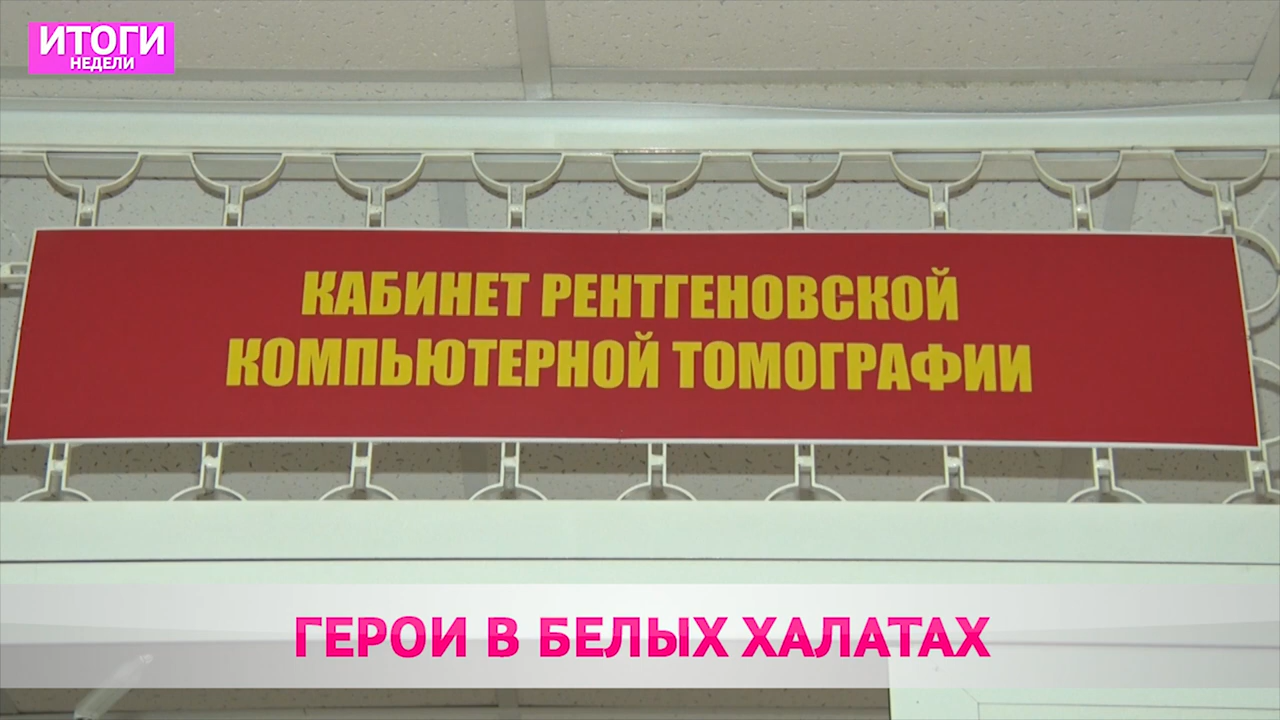 ИТОГИ
НЕДЕЛИ
КАБИНЕТ РЕНТГЕНОВСКОЙ
КОМПЬЮТЕРНОЙ ТОМОГРАФИИ
ГЕРОИ В БЕЛЫХ ХАЛАТАХ